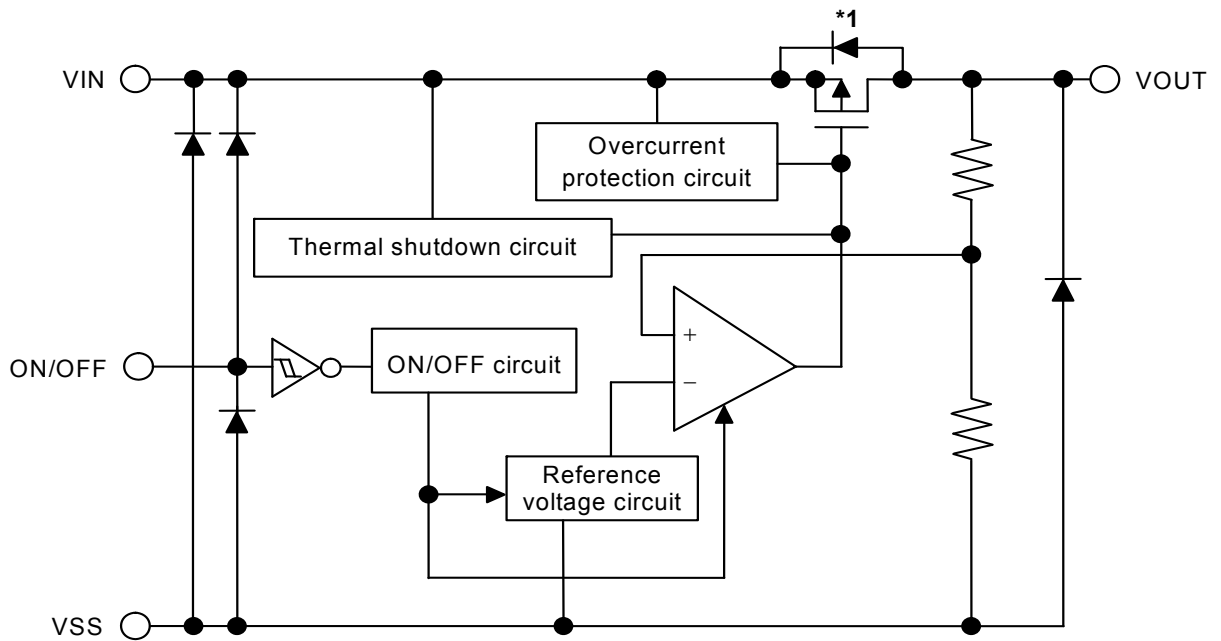 *1
VIN
VOUT
Overcurrent
protection circuit
Thermal shutdown circuit
+
−
ON/OFF
ON/OFF circuit
Reference
voltage circuit
VSS